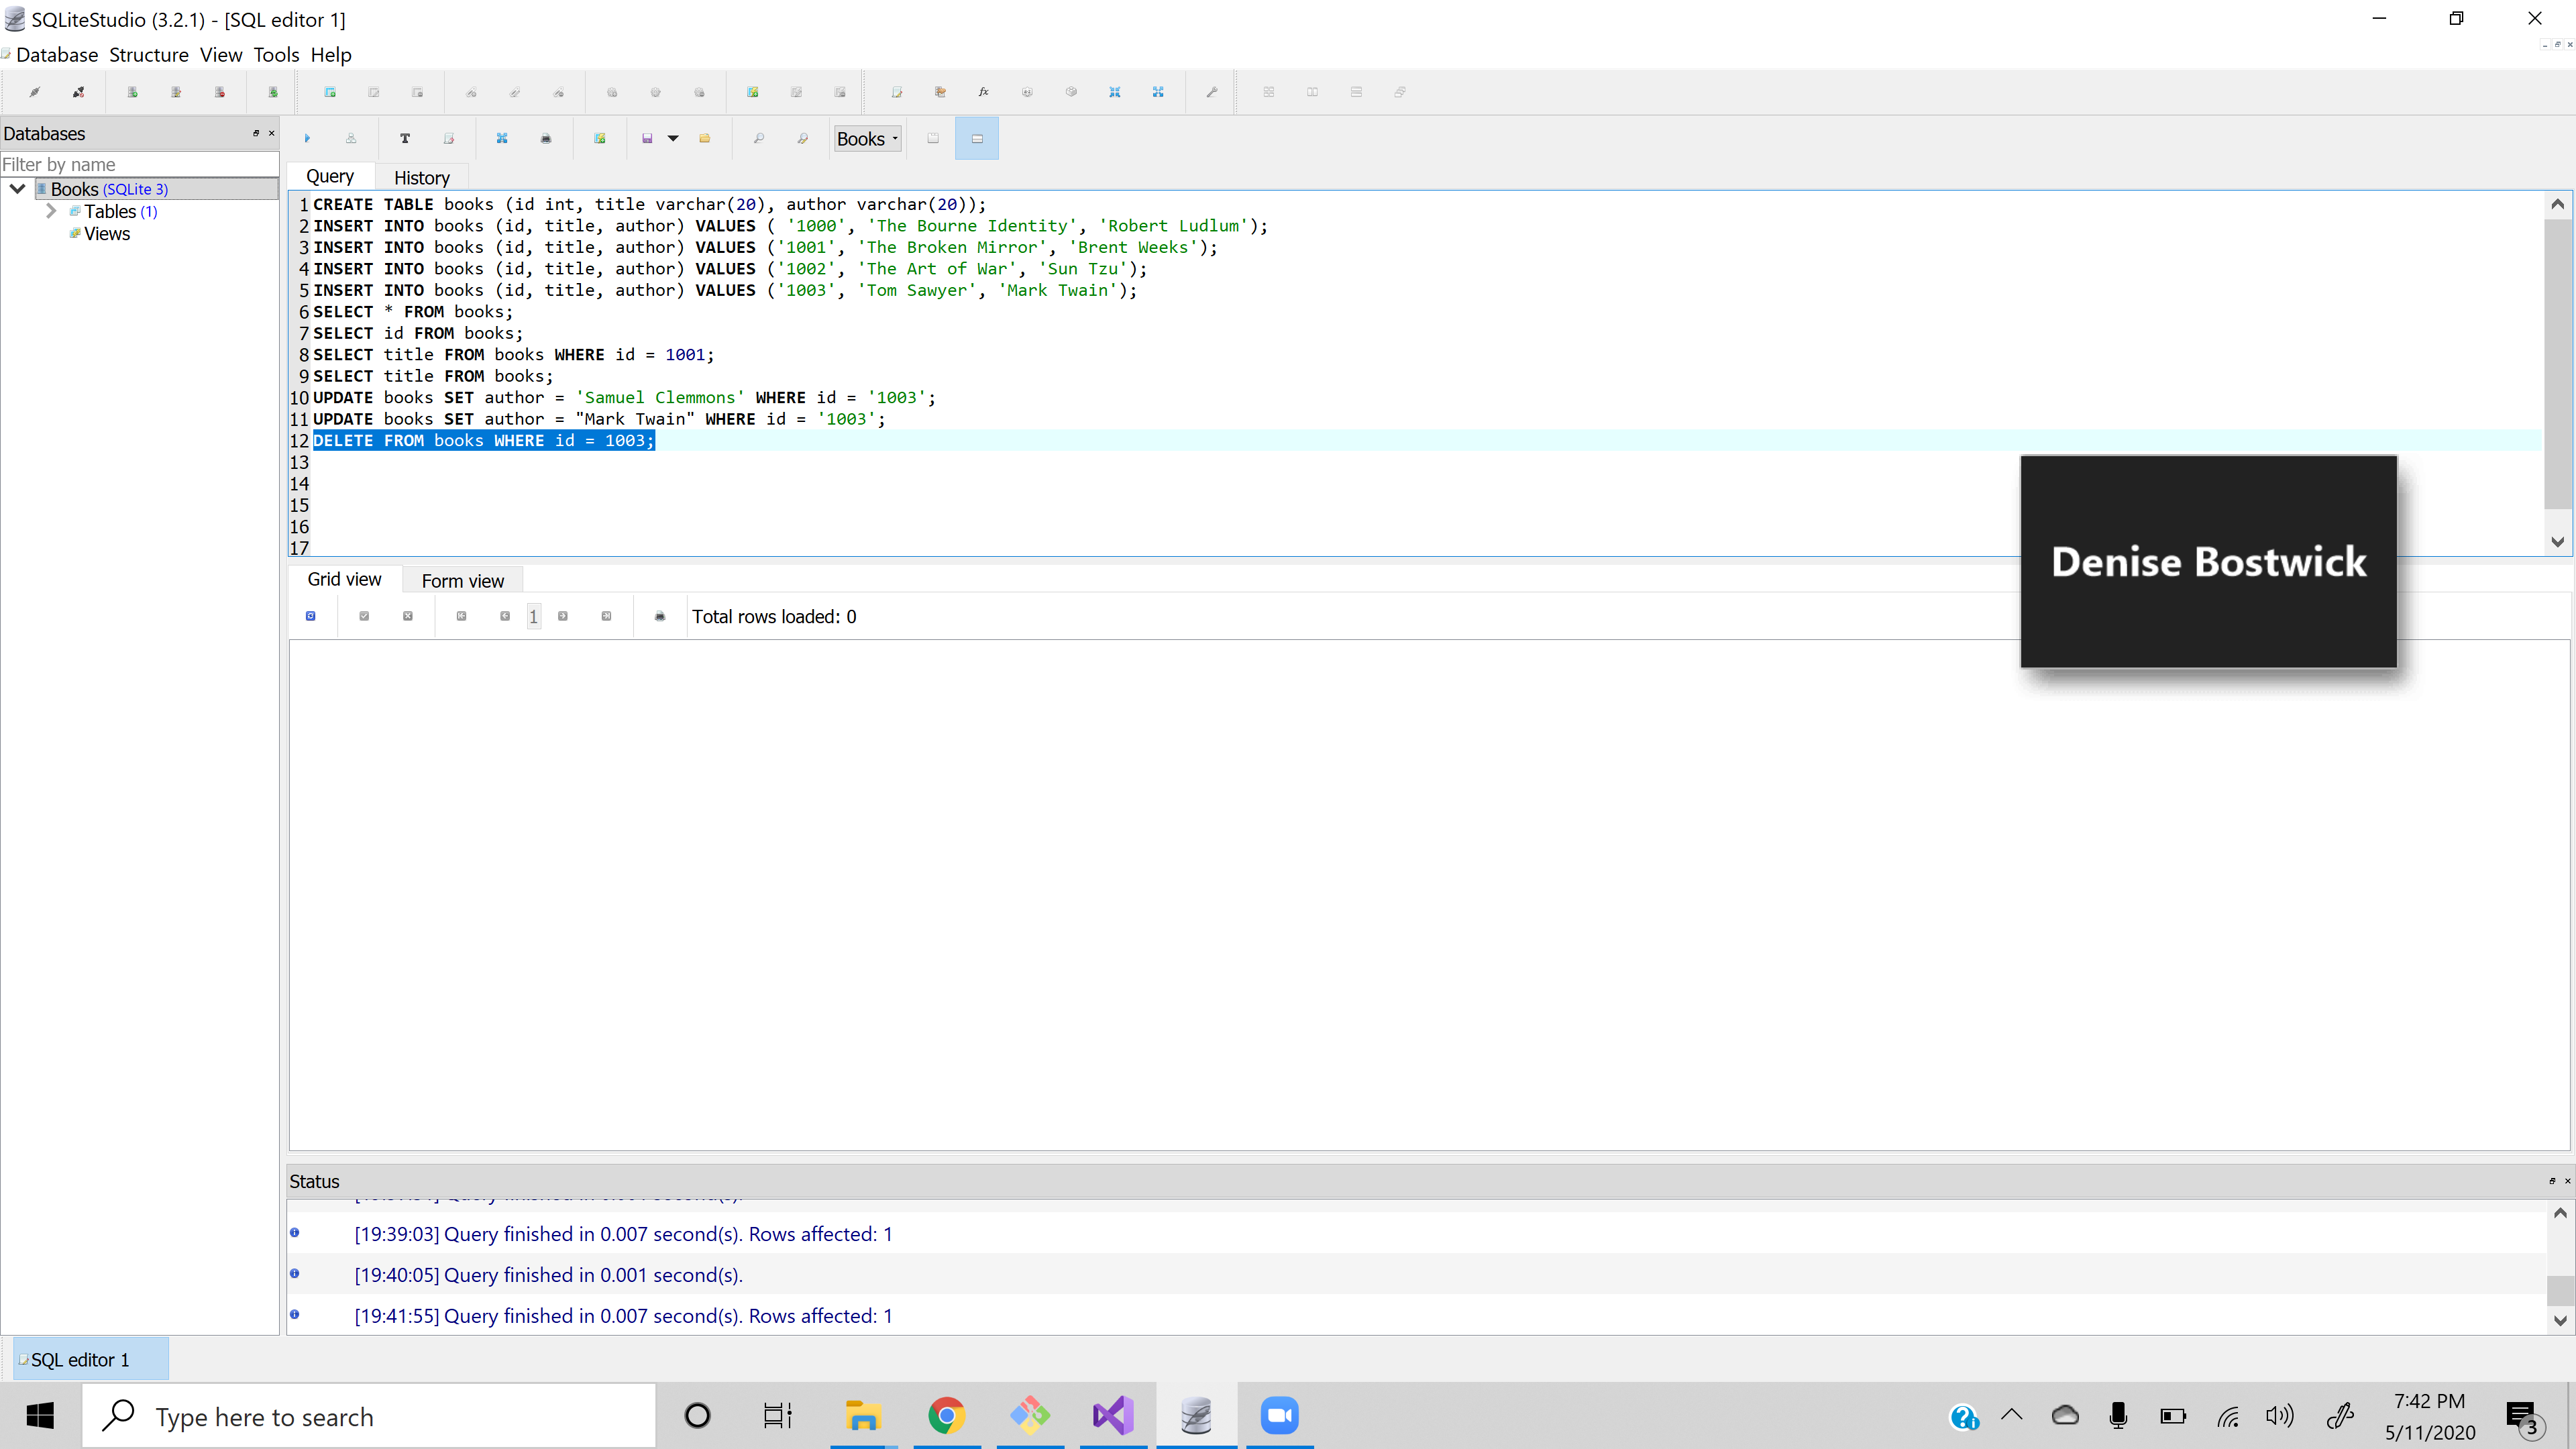 SQLiteStudio (3.2.1) - [SQL editor 1]
Database Structure View Tools Help
Databases
Books
Filter by name
Query History
Books (SQLite 3)
Tables (1)
Views
1 CREATE TABLE books (id int, title varchar(20), author varchar(20));
2 INSERT INTO books (id, title, author) VALUES ( '1000', 'The Bourne Identity', 'Robert Ludlum');
3 INSERT INTO books (id, title, author) VALUES ('1001', 'The Broken Mirror', 'Brent Weeks');
4 INSERT INTO books (id, title, author) VALUES ('1002', 'The Art of War', 'Sun Tzu');
5 INSERT INTO books (id, title, author) VALUES ('1003', 'Tom Sawyer', 'Mark Twain');
6 SELECT * FROM books;
7 SELECT id FROM books;
8 SELECT title FROM books WHERE id = 1001;
9 SELECT title FROM books;
10 UPDATE books SET author = 'Samuel Clemmons' WHERE id = '1003';
11 UPDATE books SET author = "Mark Twain" WHERE id = '1003';
12 DELETE FROM books WHERE id = 1003;
13
14
15
16
17
Denise Bostwick
Grid view Form view
1 Total rows loaded: 0
Status
[19:39:03] Query finished in 0.007 second(s). Rows affected: 1
[19:40:05] Query finished in 0.001 second(s).
[19:41:55] Query finished in 0.007 second(s). Rows affected: 1
SQL editor 1
Type here to search
7:42 PM
5/11/2020
3